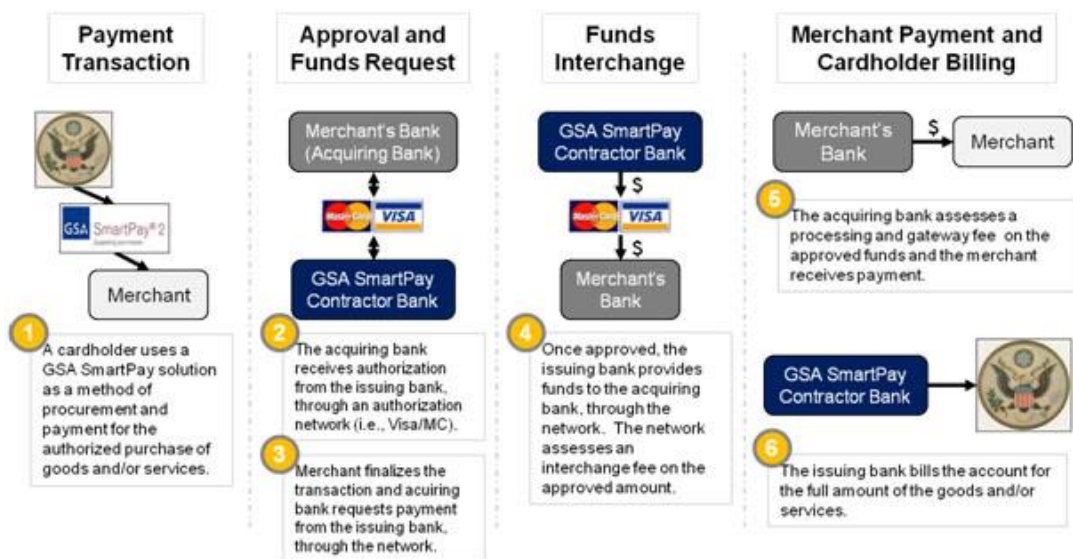 Payment
Transaction
GSA SmartPay® 2
Merchant
1
A cardholder uses a
GSA SmartPay solution
as a method of
procurement and
payment for the
authorized purchase of
goods and/or services.
Approval and
Funds Request
Merchant's Bank
(Acquiring Bank)
MasterCard VISA
GSA SmartPay
Contractor Bank
2
The acquiring bank
receives authorization
from the issuing bank,
through an authorization
network (i.e., Visa/MC).
3
Merchant finalizes the
transaction and acuiring
bank requests payment
from the issuing bank,
through the network.
Funds
Interchange
GSA SmartPay
Contractor Bank
$
MasterCard VISA
$
Merchant's
Bank
4
Once approved, the
issuing bank provides
funds to the acquiring
bank, through the
network. The network
assesses an
interchange fee on the
approved amount.
Merchant Payment and
Cardholder Billing
Merchant's
Bank
$
Merchant
5
The acquiring bank assesses a
processing and gateway fee on the
approved funds and the merchant
receives payment.
GSA SmartPay
Contractor Bank
6
The issuing bank bills the account for
the full amount of the goods and/or
services.